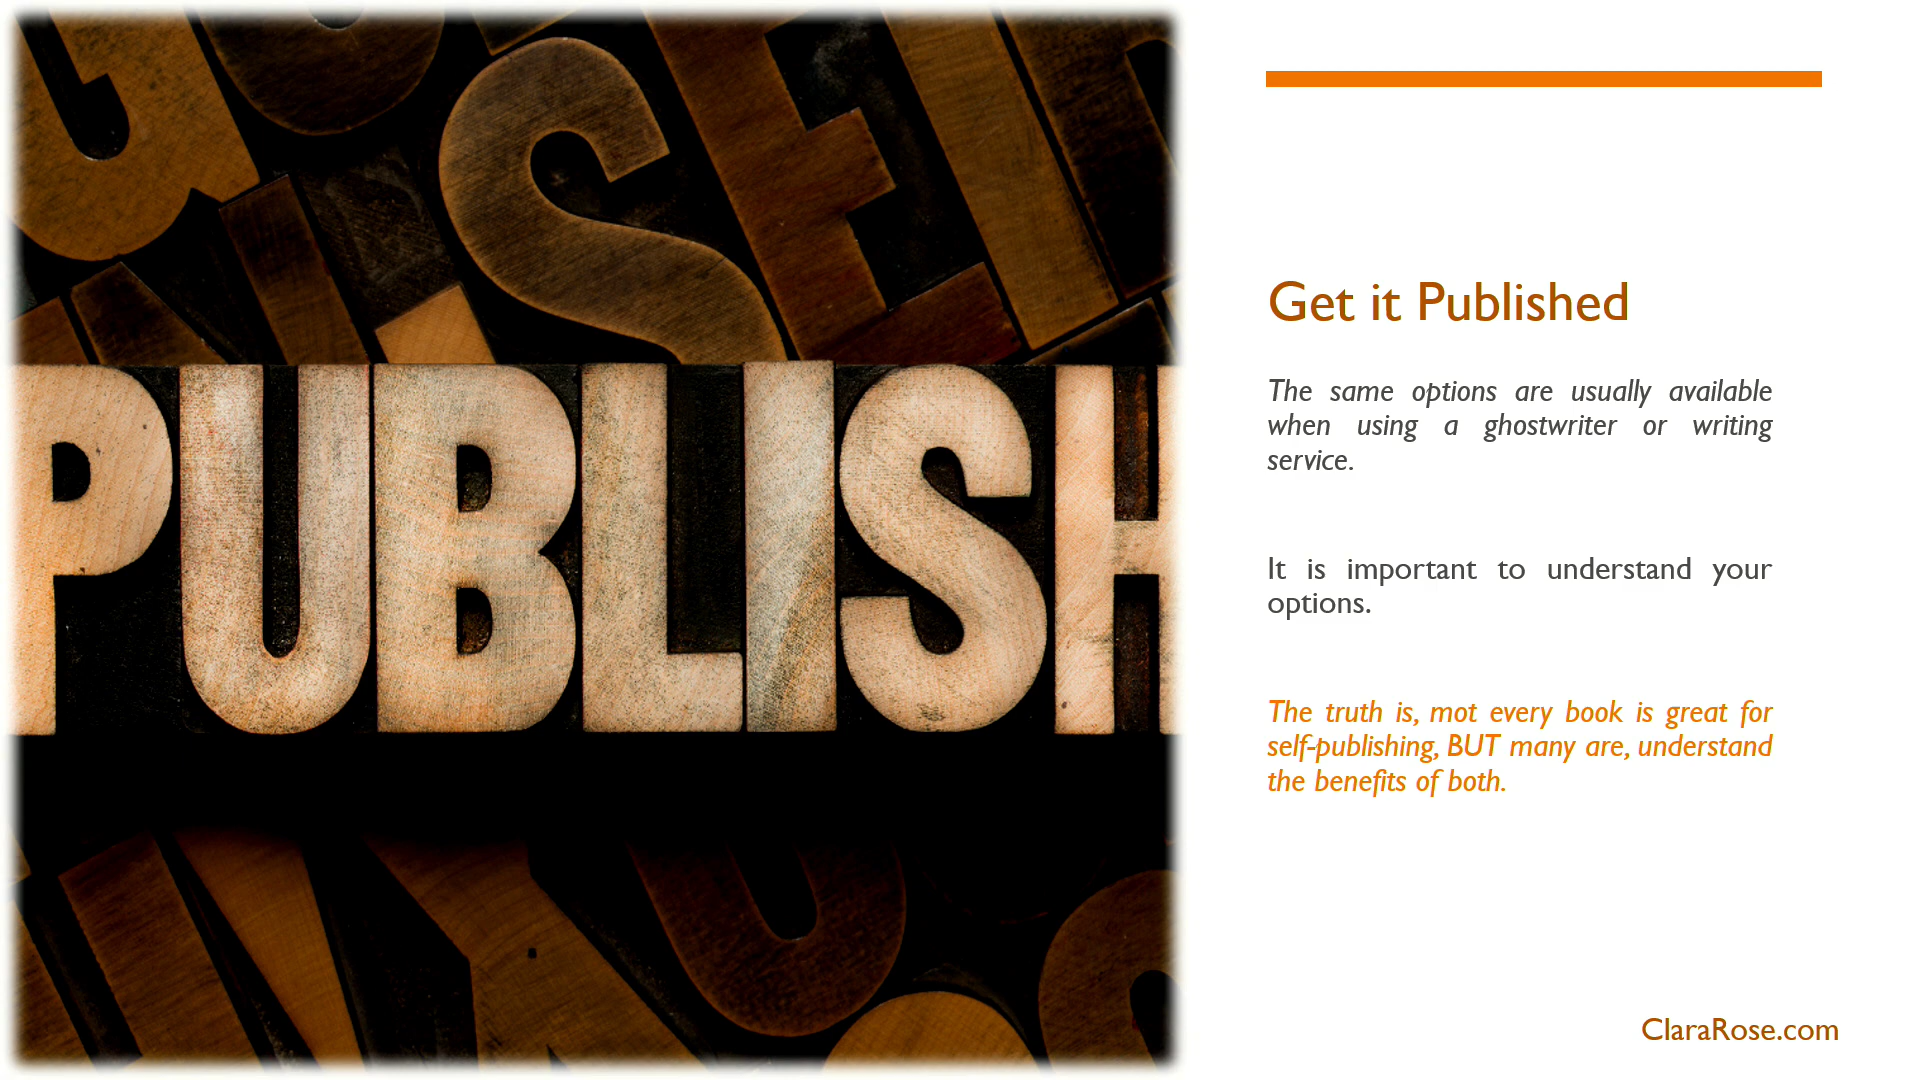 PUBLISH
Get it Published
The same options are usually available
when using a ghostwriter or writing
service.
It is important to understand your
options.
The truth is, mot every book is great for
self-publishing, BUT many are, understand
the benefits of both.
ClaraRose.com